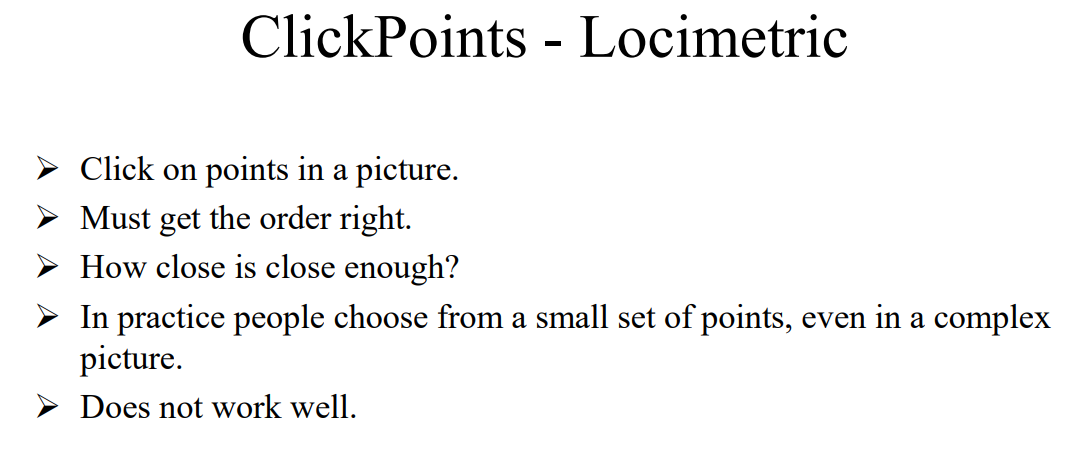 ClickPoints - Locimetric
➢ Click on points in a picture.
➢ Must get the order right.
➢ How close is close enough?
➢ In practice people choose from a small set of points, even in a complex
picture.
➢ Does not work well.